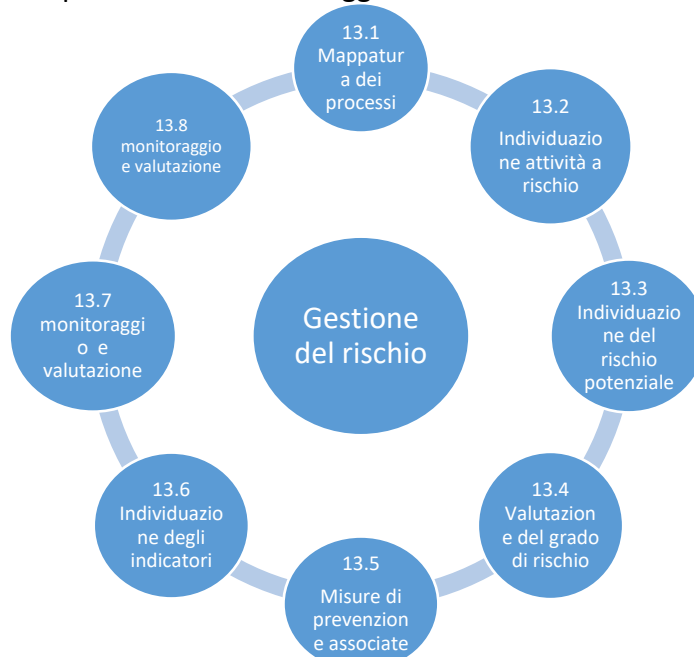 13.1
Mappatur
a dei
processi
13.2
Individuazio
ne attività a
rischio
13.3
Individuazio
ne del
rischio
potenziale
13.4
Valutazion
e del grado
di rischio
13.5
Misure di
prevenzion
e associate
13.6
Individuazio
ne degli
indicatori
13.7
monitoraggi
o e
valutazione
13.8
monitoraggio
e valutazione
Gestione
del rischio